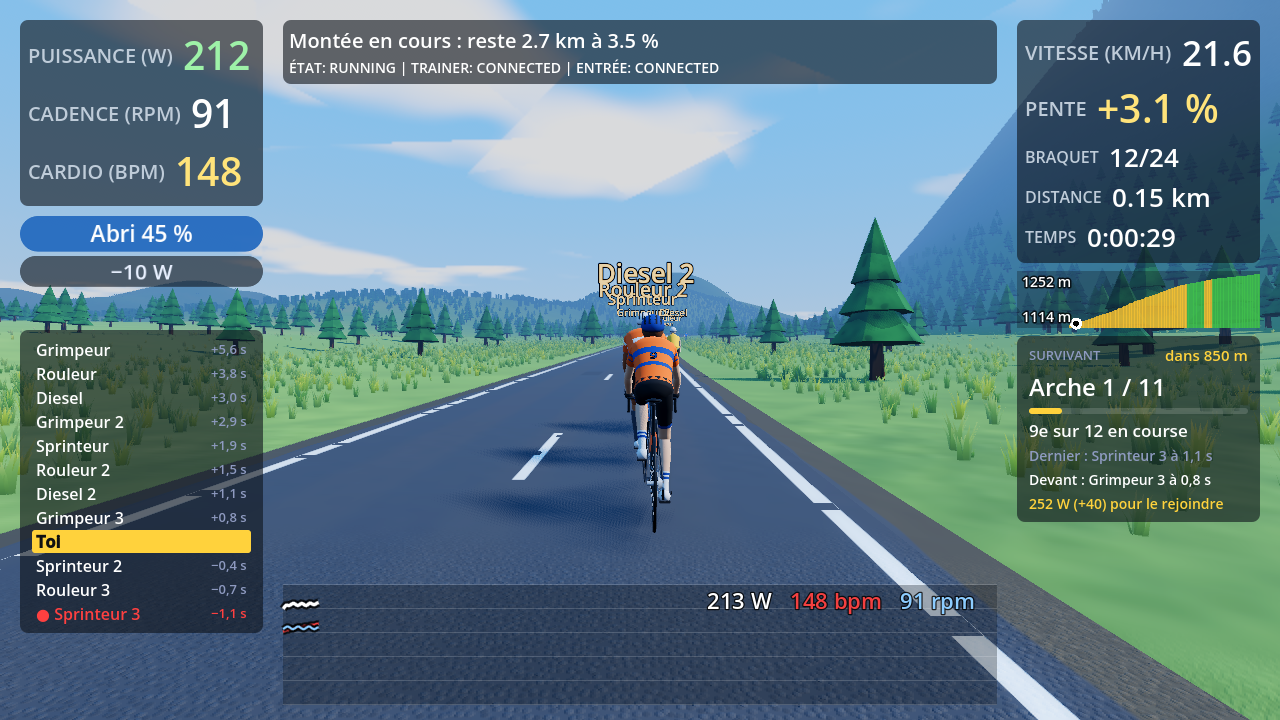 PUISSANCE (W) 212
CADENCE (RPM) 91
CARDIO (BPM) 148
Abri 45 %
−10 W
Montée en cours : reste 2.7 km à 3.5 %
ÉTAT: RUNNING | TRAINER: CONNECTED | ENTRÉE: CONNECTED
VITESSE (KM/H) 21.6
PENTE +3.1 %
BRAQUET 12/24
DISTANCE 0.15 km
TEMPS 0:00:29
1252 m
1114 m
SURVIVANT dans 850 m
Arche 1 / 11
9e sur 12 en course
Dernier : Sprinteur 3 à 1,1 s
Devant : Grimpeur 3 à 0,8 s
252 W (+40) pour le rejoindre
Diesel 2
Rouleur 2
Sprinteur
Grimpeur +5,6 s
Rouleur +3,8 s
Diesel +3,0 s
Grimpeur 2 +2,9 s
Sprinteur +1,9 s
Rouleur 2 +1,5 s
Diesel 2 +1,1 s
Grimpeur 3 +0,8 s
Toi
Sprinteur 2 −0,4 s
Rouleur 3 −0,7 s
Sprinteur 3 −1,1 s
213 W 148 bpm 91 rpm